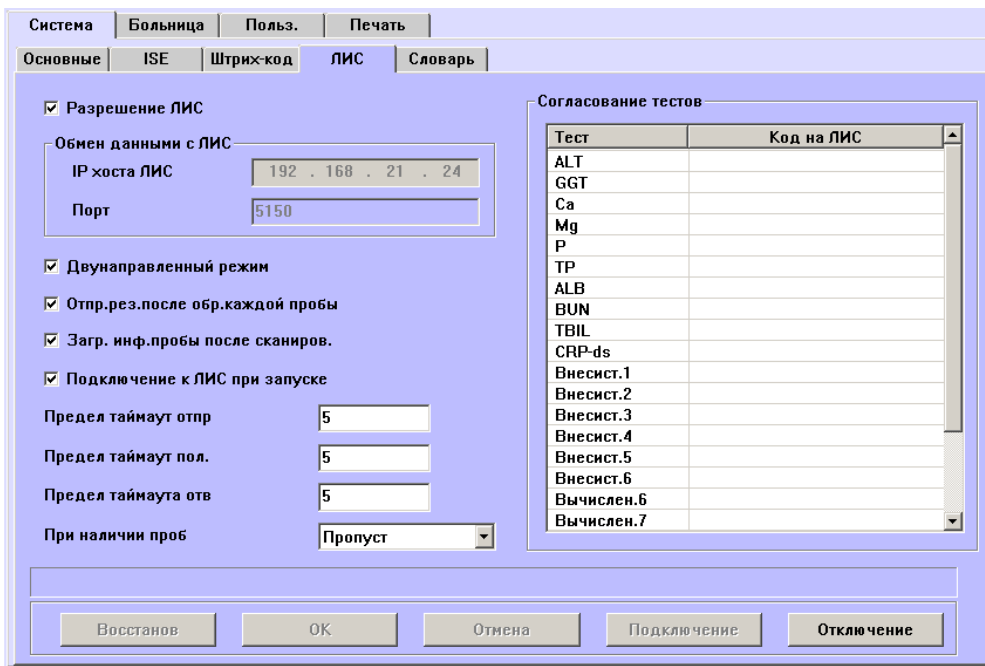 Система Больница Польз. Печать
Основные ISE Штрих-код ЛИС Словарь
Разрешение ЛИС
Обмен данными с ЛИС
IP хоста ЛИС 192 . 168 . 21 . 24
Порт 5150
Двунаправленный режим
Отпр.рез.после обр.каждой пробы
Загр. инф.пробы после сканиров.
Подключение к ЛИС при запуске
Предел таймаут отпр 5
Предел таймаут пол. 5
Предел таймаута отв 5
При наличии проб Пропуст
Согласование тестов
Тест Код на ЛИС
ALT
GGT
Ca
Mg
P
TP
ALB
BUN
TBIL
CRP-ds
Внесист.1
Внесист.2
Внесист.3
Внесист.4
Внесист.5
Внесист.6
Вычислен.6
Вычислен.7
Восстанов OK Отмена Подключение Отключение